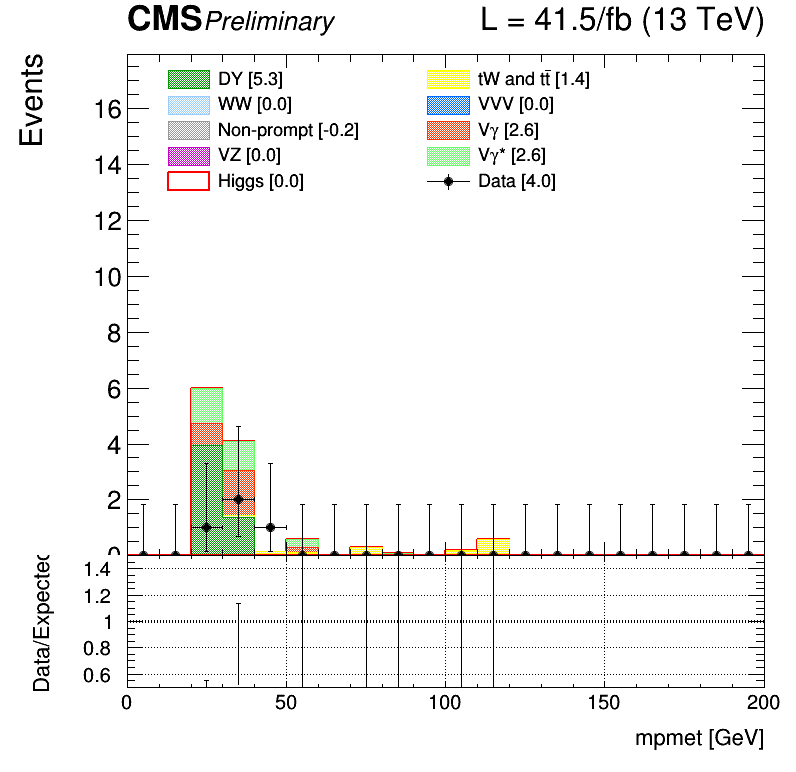 CMS Preliminary L = 41.5/fb (13 TeV)
Events
DY [5.3] tW and tt̄ [1.4]
WW [0.0] VVV [0.0]
Non-prompt [-0.2] Vγ [2.6]
VZ [0.0] Vγ* [2.6]
Higgs [0.0] Data [4.0]
16
14
12
10
8
6
4
2
0
Data/Expected
1.4
1.2
1
0.8
0.6
0 50 100 150 200
mpmet [GeV]